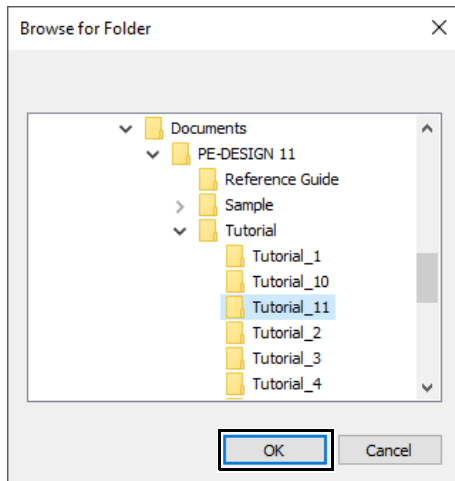 Browse for Folder
Documents
PE-DESIGN 11
Reference Guide
Sample
Tutorial
Tutorial_1
Tutorial_10
Tutorial_11
Tutorial_2
Tutorial_3
Tutorial_4
OK Cancel